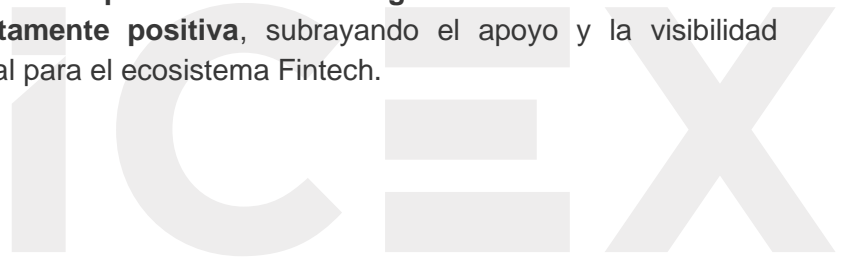 tamente positiva, subrayando el apoyo y la visibilidad
al para el ecosistema Fintech.
iCEX